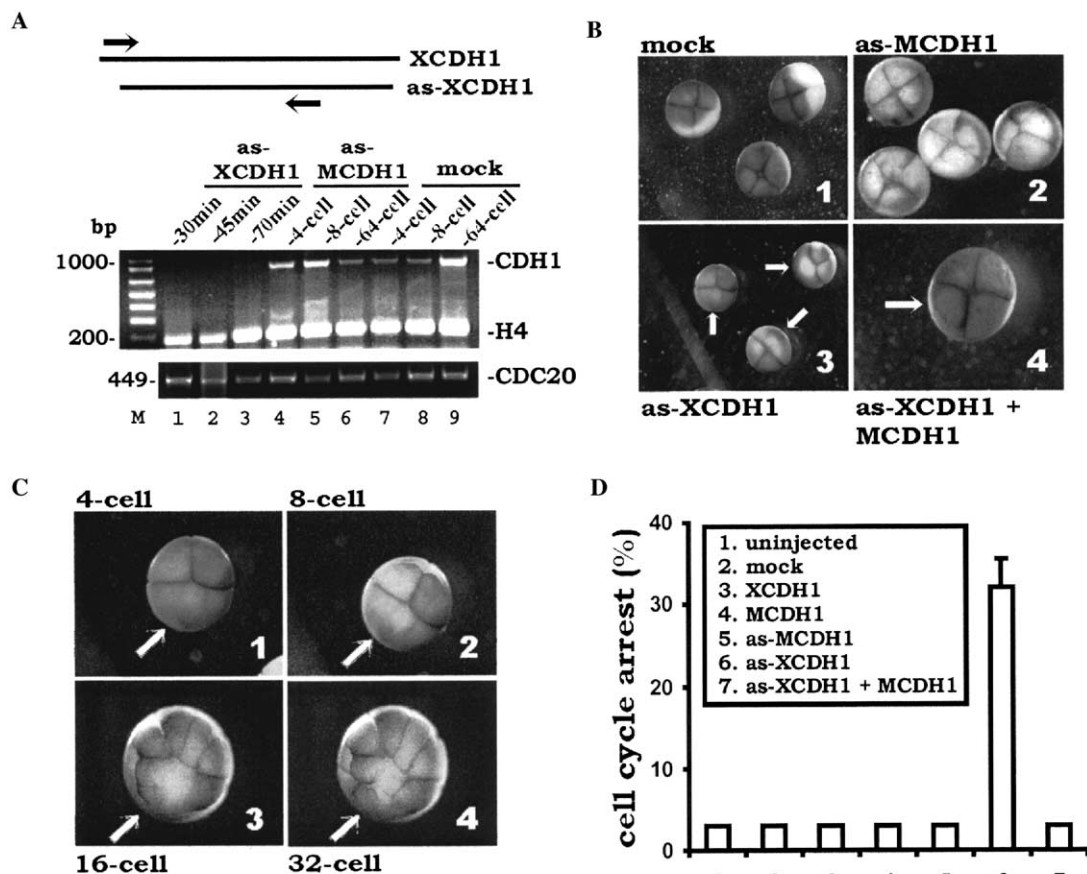 A
XCDH1
as-XCDH1
as-XCDH1 as-MCDH1 mock
-30min -45min -70min -4-cell -8-cell -64-cell -4-cell -8-cell -64-cell
bp
1000- -CDH1
200- -H4
449- -CDC20
M 1 2 3 4 5 6 7 8 9
B
mock as-MCDH1
1 2
3 4
as-XCDH1 as-XCDH1 + MCDH1
C
4-cell 8-cell
1 2
3 4
16-cell 32-cell
D
cell cycle arrest (%)
40
30
20
10
0
1. uninjected
2. mock
3. XCDH1
4. MCDH1
5. as-MCDH1
6. as-XCDH1
7. as-XCDH1 + MCDH1